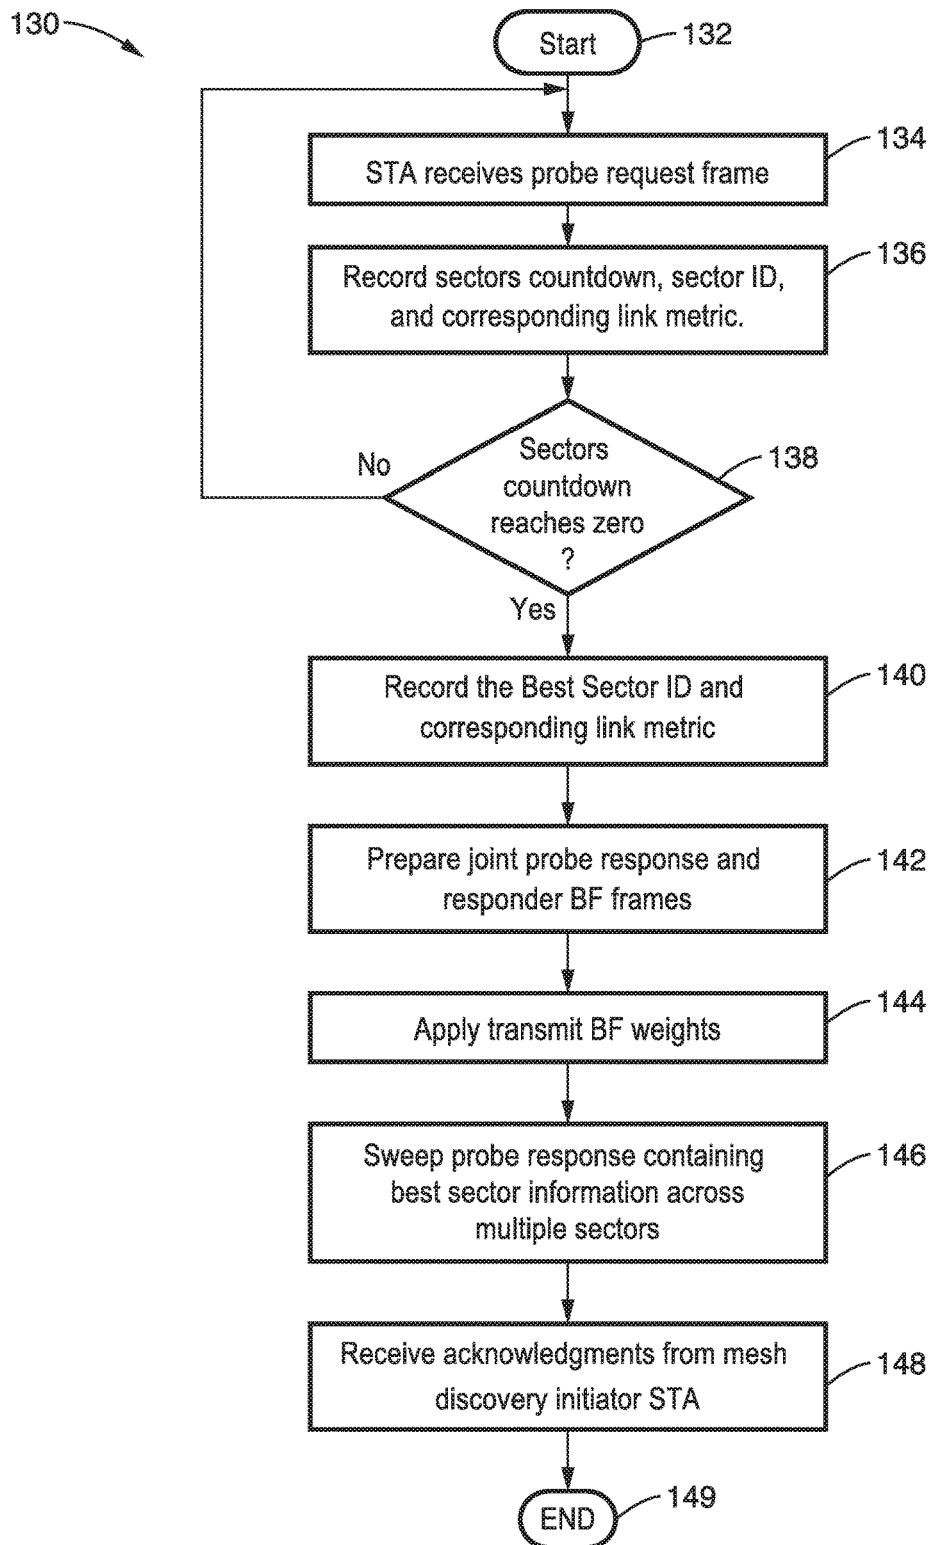 130
Start
132
STA receives probe request frame
134
Record sectors countdown, sector ID,
and corresponding link metric.
136
Sectors
countdown
reaches zero
?
138
No
Yes
Record the Best Sector ID and
corresponding link metric
140
Prepare joint probe response and
responder BF frames
142
Apply transmit BF weights
144
Sweep probe response containing
best sector information across
multiple sectors
146
Receive acknowledgments from mesh
discovery initiator STA
148
END
149